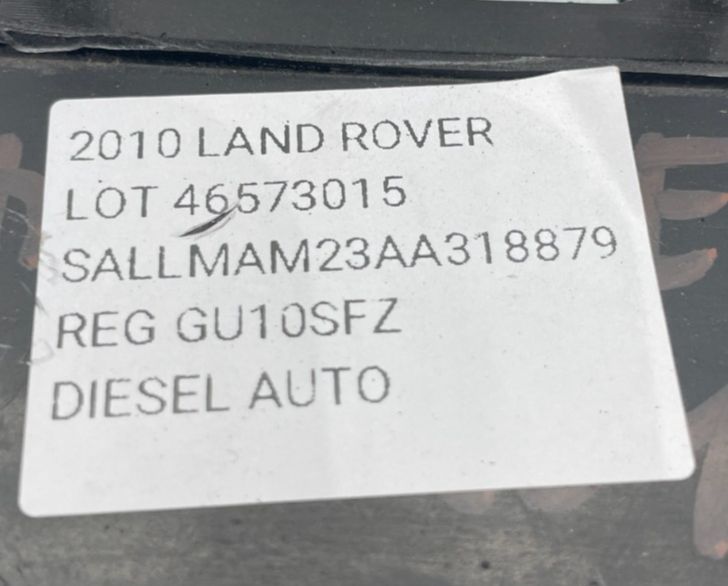 2010 LAND ROVER
LOT 46573015
SALLMAM23AA318879
REG GU10SFZ
DIESEL AUTO